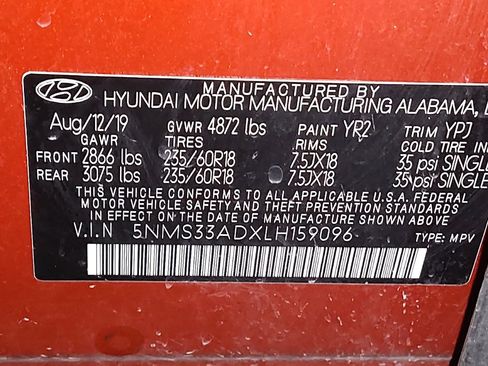 MANUFACTURED BY
HYUNDAI MOTOR MANUFACTURING ALABAMA,
Aug/12/19 GVWR 4872 lbs PAINT YR2 TRIM YPJ
GAWR TIRES RIMS COLD TIRE IN
FRONT 2866 lbs 235/60R18 7.5JX18 35 psi SINGLE
REAR 3075 lbs 235/60R18 7.5JX18 35 psi SINGLE
THIS VEHICLE CONFORMS TO ALL APPLICABLE U.S.A. FEDERAL
MOTOR VEHICLE SAFETY AND THEFT PREVENTION STANDARDS
IN EFFECT ON THE DATE OF MANUFACTURE SHOWN ABOVE.
V.I.N 5NMS33ADXLH159096 TYPE: MPV